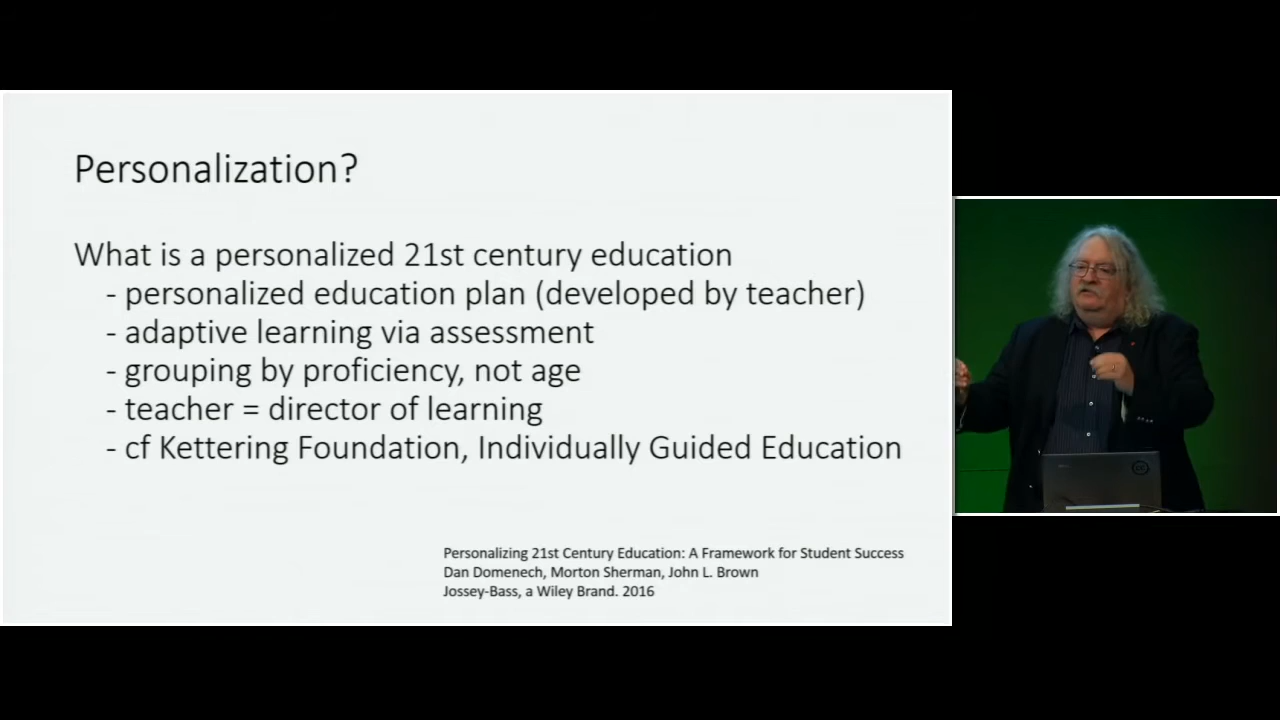 Personalization?
What is a personalized 21st century education
- personalized education plan (developed by teacher)
- adaptive learning via assessment
- grouping by proficiency, not age
- teacher = director of learning
- cf Kettering Foundation, Individually Guided Education
Personalizing 21st Century Education: A Framework for Student Success
Dan Domenech, Morton Sherman, John L. Brown
Jossey-Bass, a Wiley Brand. 2016